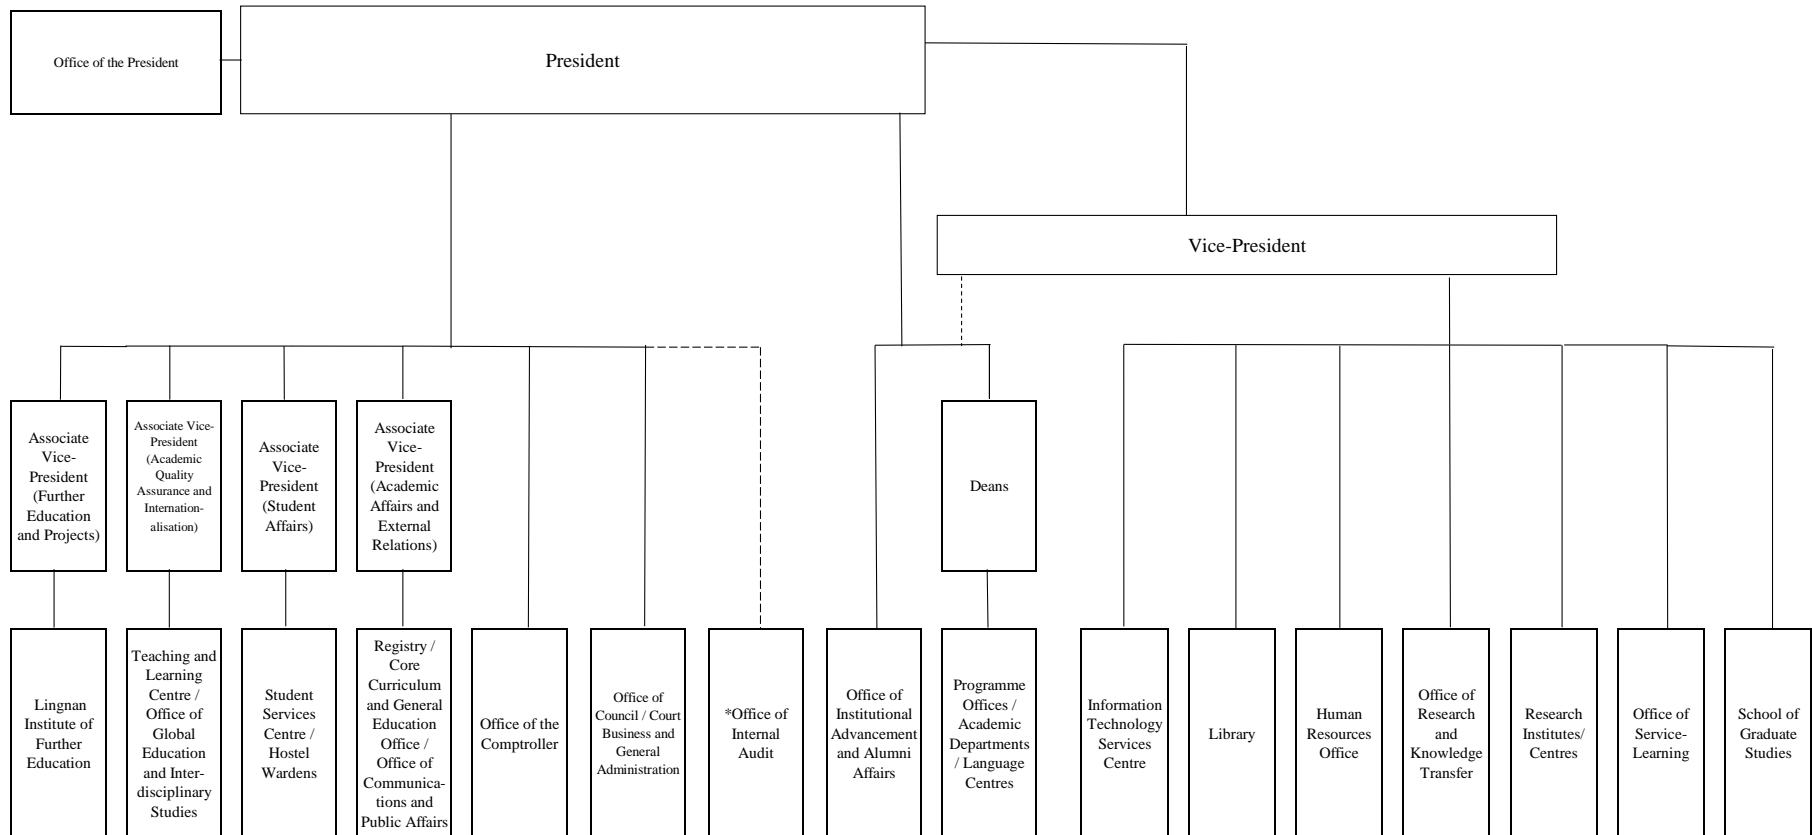 Office of the President
President
Vice-President
Associate
Vice-
President
(Further
Education
and Projects)
Associate Vice-
President
(Academic
Quality
Assurance and
Internation-
alisation)
Associate
Vice-
President
(Student
Affairs)
Associate
Vice-
President
(Academic
Affairs and
External
Relations)
Deans
Lingnan
Institute of
Further
Education
Teaching and
Learning
Centre /
Office of
Global
Education
and Inter-
disciplinary
Studies
Student
Services
Centre /
Hostel
Wardens
Registry /
Core
Curriculum
and General
Education
Office /
Office of
Communica-
tions and
Public Affairs
Office of the
Comptroller
Office of
Council / Court
Business and
General
Administration
*Office of
Internal
Audit
Office of
Institutional
Advancement
and Alumni
Affairs
Programme
Offices /
Academic
Departments
/ Language
Centres
Information
Technology
Services
Centre
Library
Human
Resources
Office
Office of
Research
and
Knowledge
Transfer
Research
Institutes/
Centres
Office of
Service-
Learning
School of
Graduate
Studies